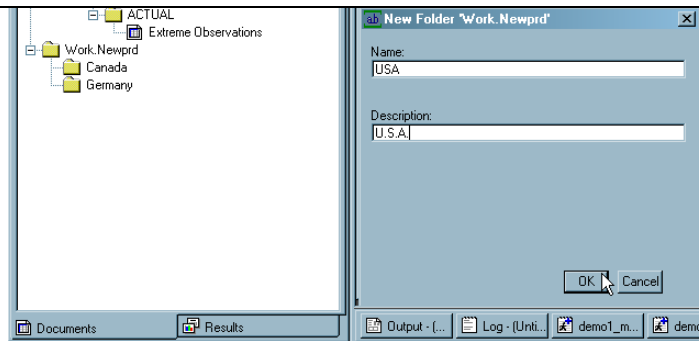 ACTUAL
Extreme Observations
Work.Newprd
Canada
Germany
Documents
Results
ab New Folder 'Work.Newprd'
Name:
USA
Description:
U.S.A.
OK
Cancel
Output - (...
Log - (Unti...
demo1_m...
demo